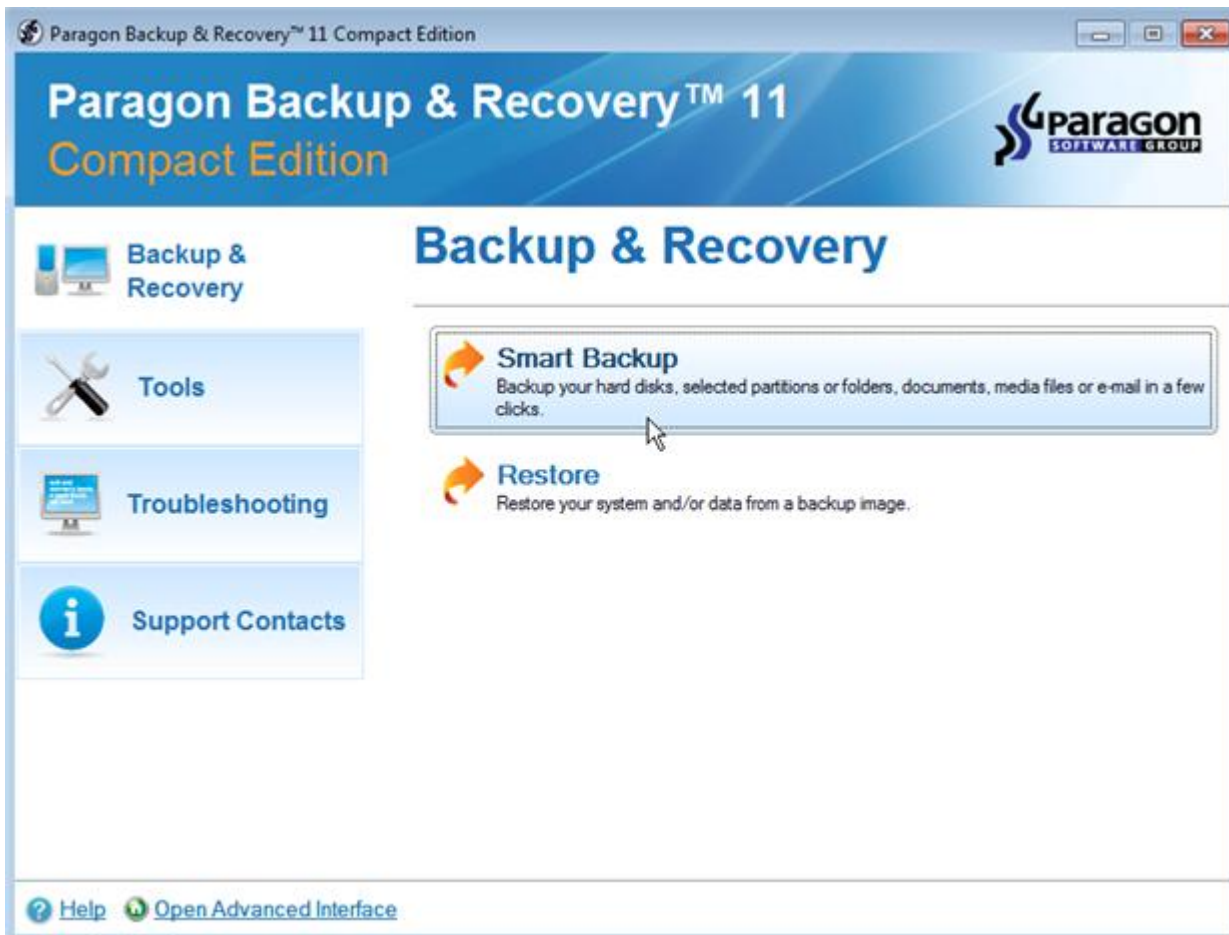 Paragon Backup & Recovery™ 11 Compact Edition
Paragon Backup & Recovery™ 11
Compact Edition
Paragon
SOFTWARE GROUP
Backup &
Recovery
Tools
Troubleshooting
Support Contacts
Backup & Recovery
Smart Backup
Backup your hard disks, selected partitions or folders, documents, media files or e-mail in a few
clicks.
Restore
Restore your system and/or data from a backup image.
Help
Open Advanced Interface